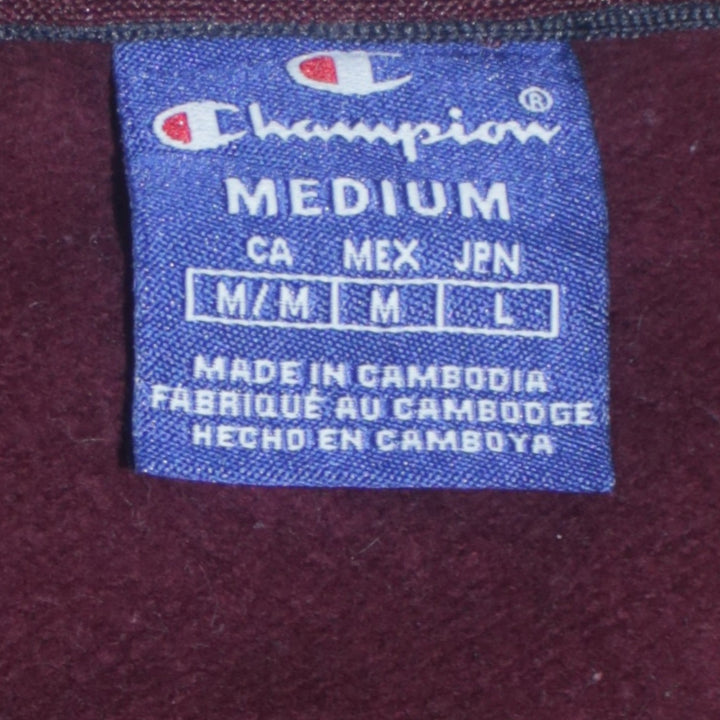 Champion®
MEDIUM
CA MEX JPN
M/M M L
MADE IN CAMBODIA
FABRIQUÉ AU CAMBODGE
HECHO EN CAMBOYA